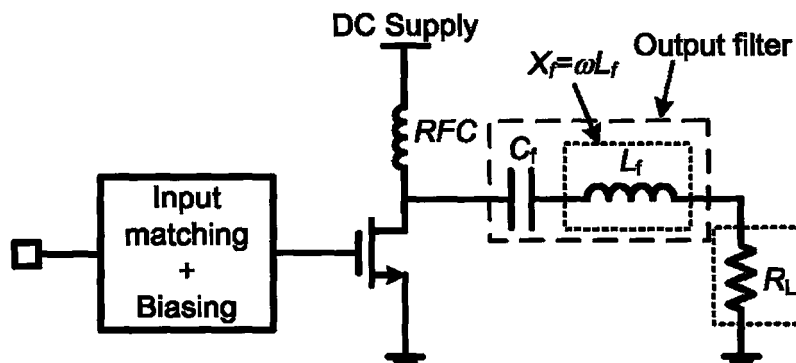 DC Supply
Output filter
X_f=ωL_f
RFC
C_f
L_f
Input
matching
+
Biasing
R_L